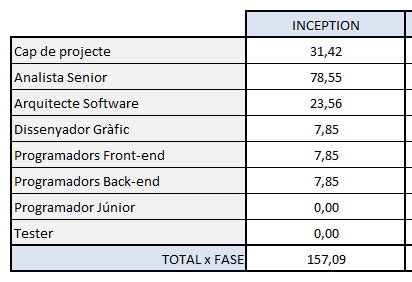 INCEPTION
Cap de projecte 31,42
Analista Senior 78,55
Arquitecte Software 23,56
Dissenyador Gràfic 7,85
Programadors Front-end 7,85
Programadors Back-end 7,85
Programador Júnior 0,00
Tester 0,00
TOTAL x FASE 157,09